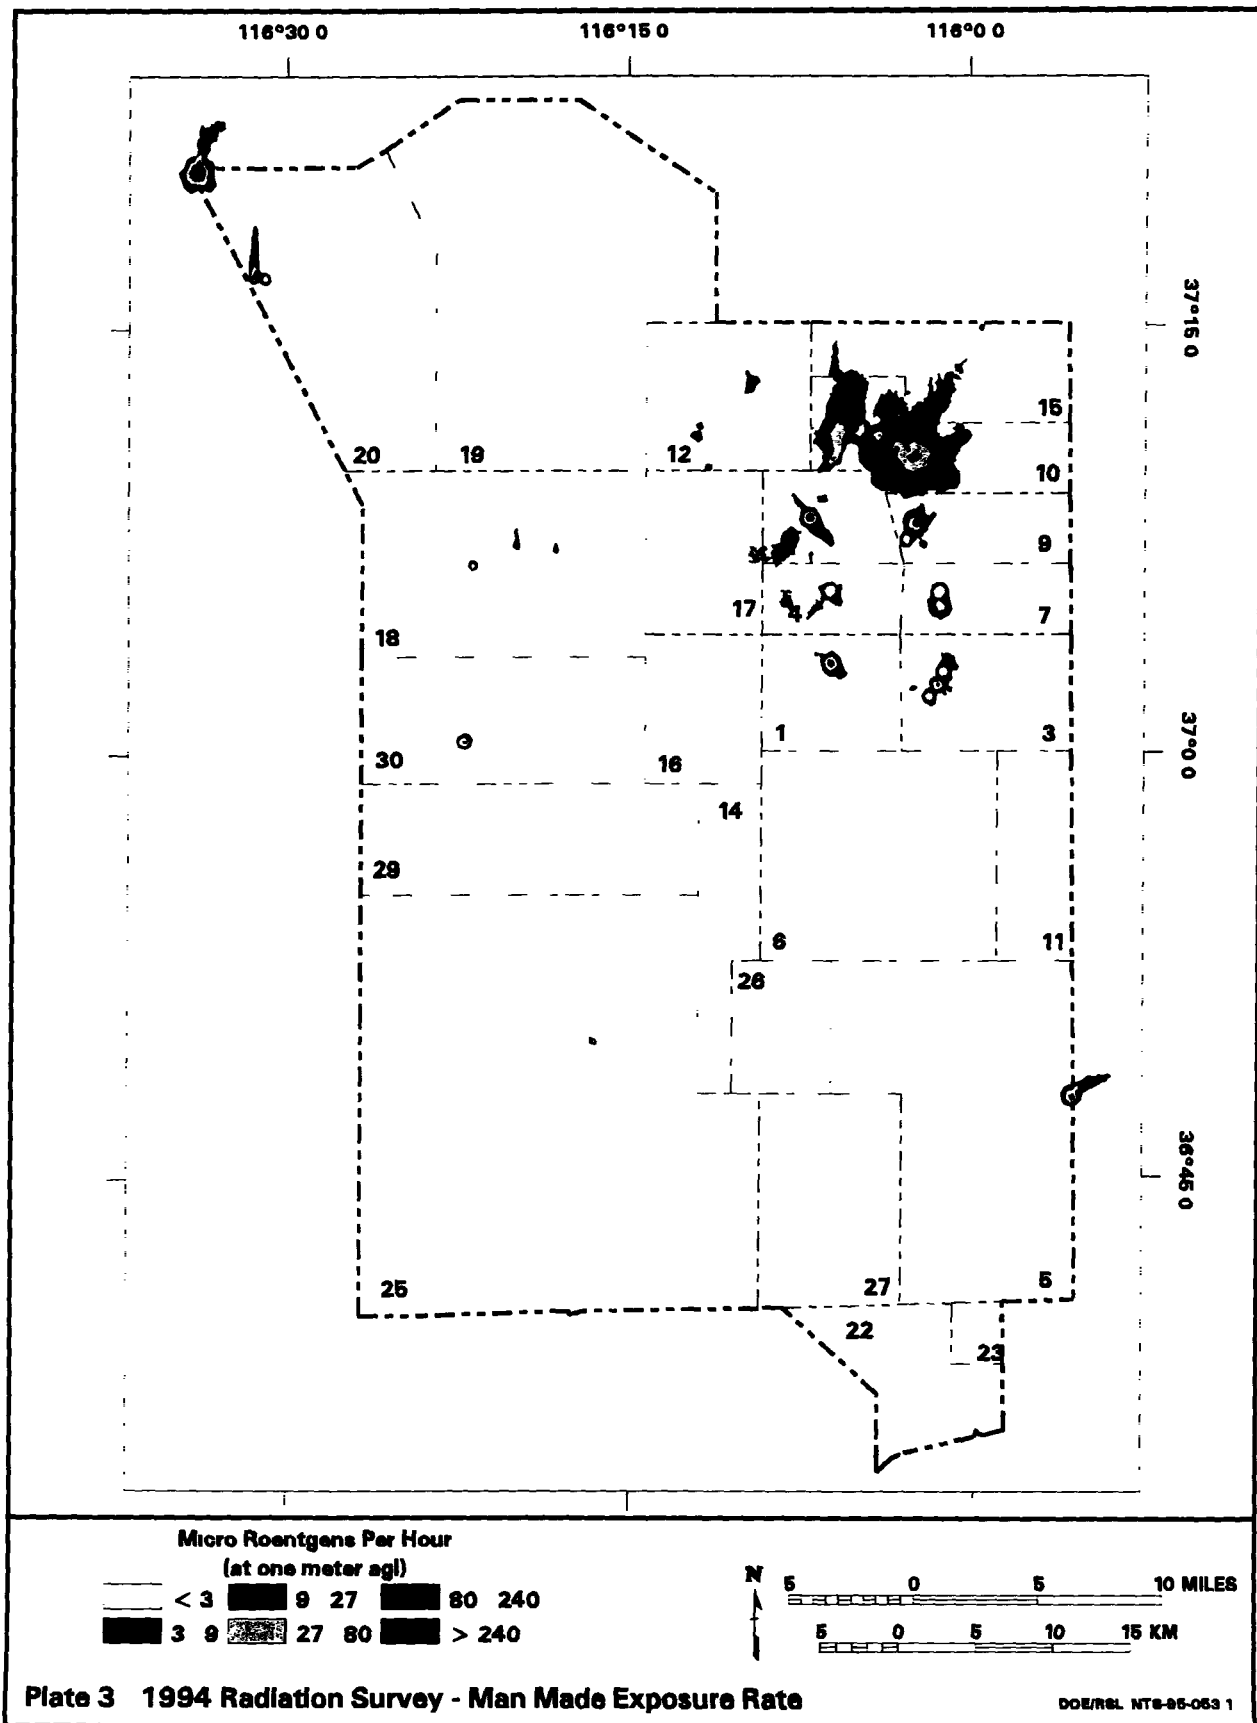 116°30 0 116°15 0 116°0 0
37°15 0
15
20 19 12 10
9
17 4 7
18
1 3
30 16
37°0 0
14
29
6 11
26
36°45 0
25 27 5
22
23
Micro Roentgens Per Hour
(at one meter agl)
< 3 9 27 80 240
3 9 27 80 > 240
N
5 0 5 10 MILES
5 0 5 10 15 KM
Plate 3 1994 Radiation Survey - Man Made Exposure Rate
DOE/RSL NTS-95-053 1